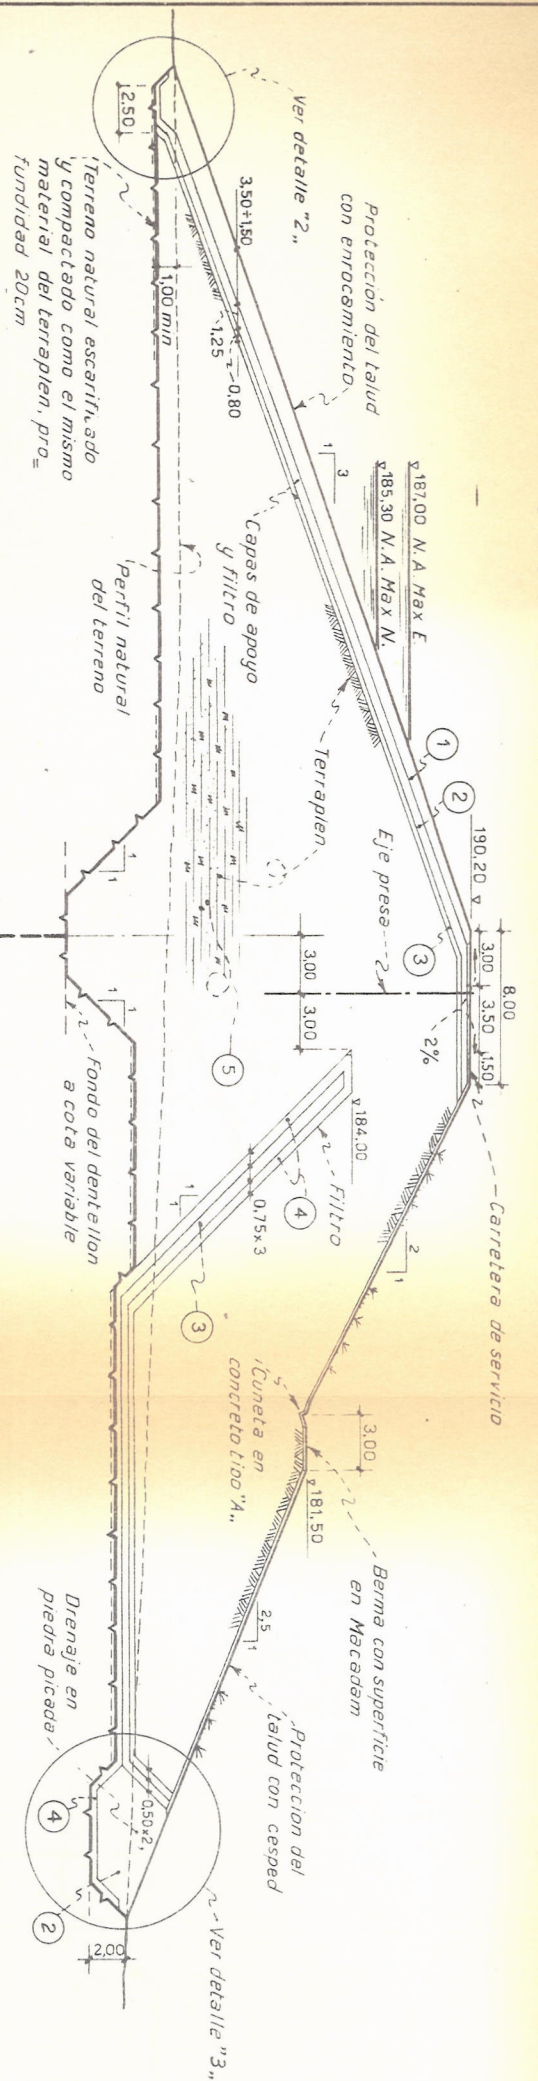 Ver detalle "2„
2.50
Terreno natural escarificado
y compactado como el mismo
material del terraplen, pro=
fundidad 20cm
1,00 min
3,50÷1,50
1.25
0.80
Protección del talud
con enrocamiento
1
3
187,00 N.A. Max E
185,30 N.A. Max N.
Capas de apoyo
y filtro
Perfil natural
del terreno
Terraplen
1
2
3
190,20
Eje presa
8.00
3,00
3.50
1,50
2%
Carretera de servicio
3.00
3,00
5
1
1
1
1
Fondo del dentellon
a cota variable
184.00
Filtro
4
0,75x3
1
1
3
2
1
Cuneta en
concreto tipo "A„
3.00
181.50
Berma con superficie
en Macadam
2,5
1
Proteccion del
talud con cesped
Drenaje en
piedra picada
0,50x2,
4
2
2,00
Ver detalle "3„